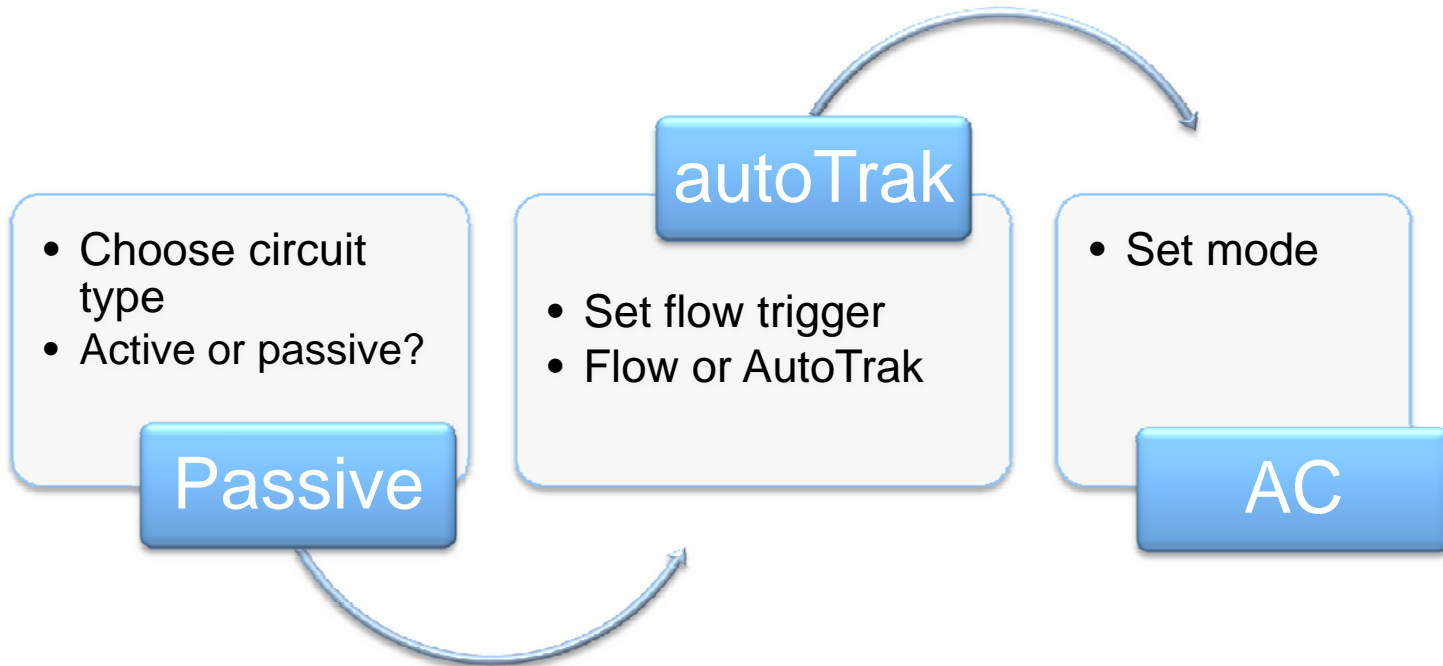 • Choose circuit
type
• Active or passive?
Passive
autoTrak
• Set flow trigger
• Flow or AutoTrak
• Set mode
AC